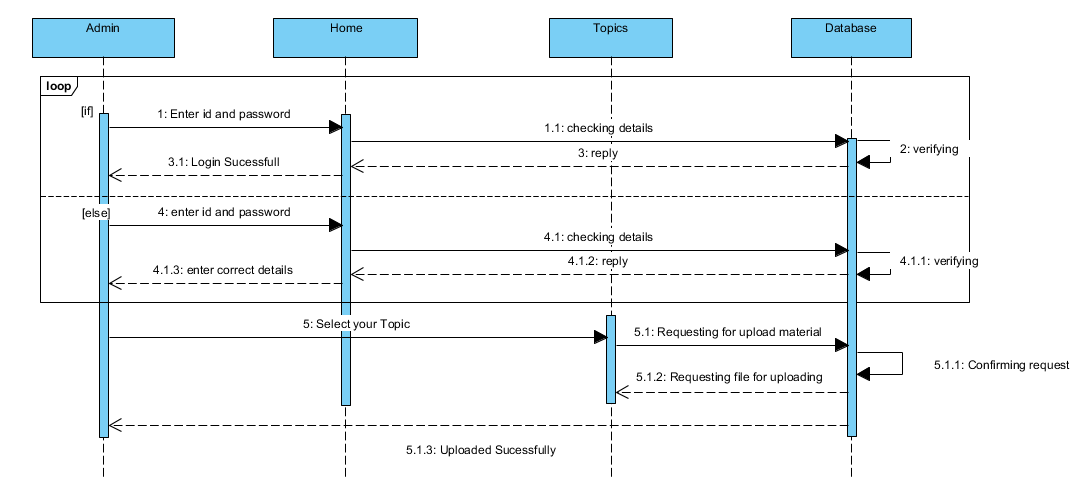 Admin
Home
Topics
Database
loop
[if]
1: Enter id and password
1.1: checking details
2: verifying
3: reply
3.1: Login Sucessfull
[else]
4: enter id and password
4.1: checking details
4.1.1: verifying
4.1.2: reply
4.1.3: enter correct details
5: Select your Topic
5.1: Requesting for upload material
5.1.1: Confirming request
5.1.2: Requesting file for uploading
5.1.3: Uploaded Sucessfully